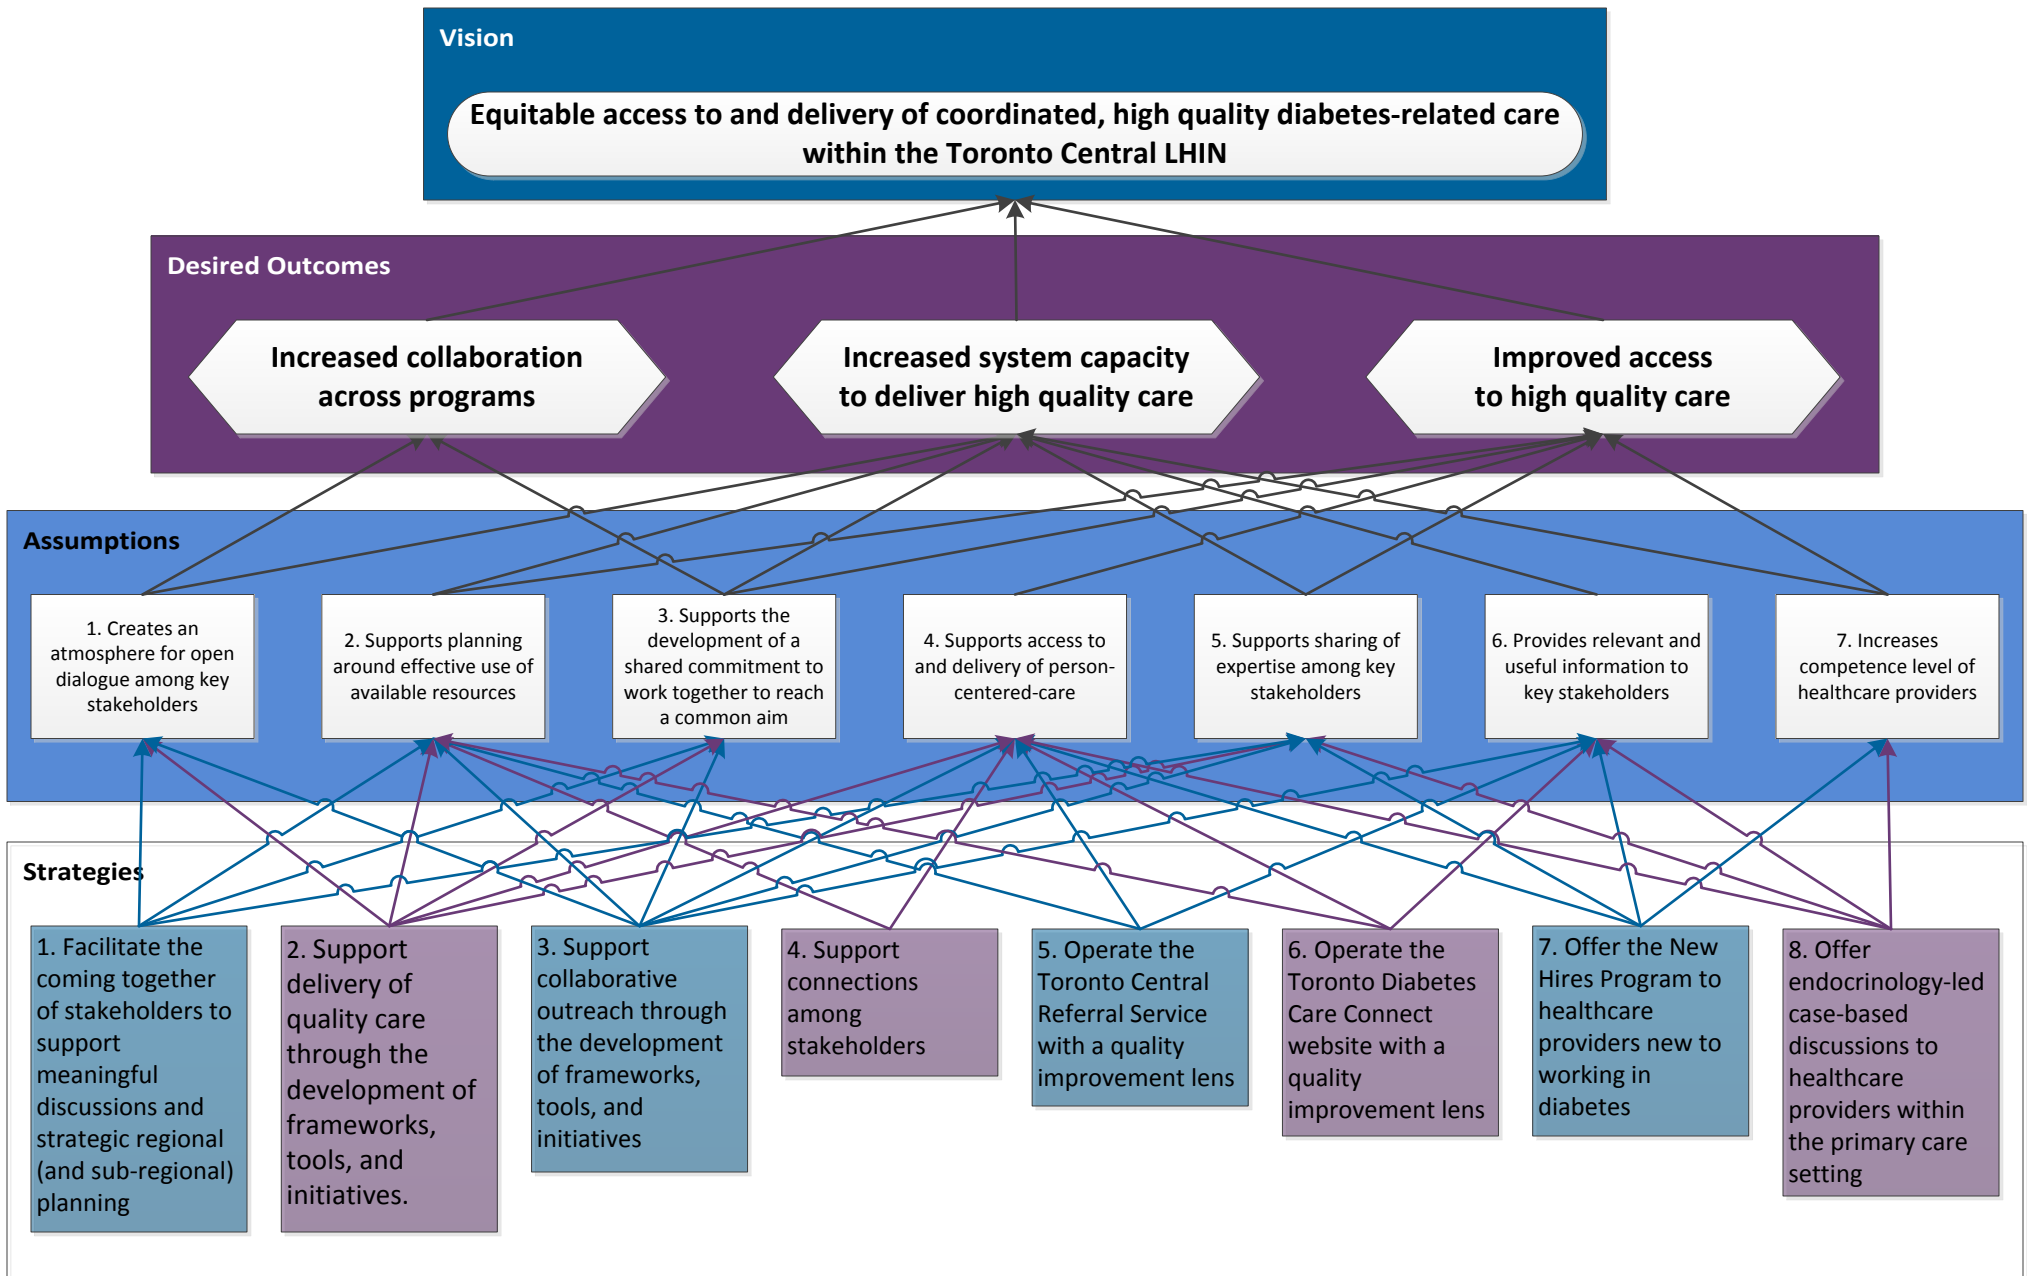 Vision
Equitable access to and delivery of coordinated, high quality diabetes-related care
within the Toronto Central LHIN
Desired Outcomes
Increased collaboration
across programs
Increased system capacity
to deliver high quality care
Improved access
to high quality care
Assumptions
1. Creates an
atmosphere for open
dialogue among key
stakeholders
2. Supports planning
around effective use of
available resources
3. Supports the
development of a
shared commitment to
work together to reach
a common aim
4. Supports access to
and delivery of person-
centered-care
5. Supports sharing of
expertise among key
stakeholders
6. Provides relevant and
useful information to
key stakeholders
7. Increases
competence level of
healthcare providers
Strategies
1. Facilitate the
coming together
of stakeholders to
support
meaningful
discussions and
strategic regional
(and sub-regional)
planning
2. Support
delivery of
quality care
through the
development of
frameworks,
tools, and
initiatives.
3. Support
collaborative
outreach through
the development
of frameworks,
tools, and
initiatives
4. Support
connections
among
stakeholders
5. Operate the
Toronto Central
Referral Service
with a quality
improvement lens
6. Operate the
Toronto Diabetes
Care Connect
website with a
quality
improvement lens
7. Offer the New
Hires Program to
healthcare
providers new to
working in
diabetes
8. Offer
endocrinology-led
case-based
discussions to
healthcare
providers within
the primary care
setting